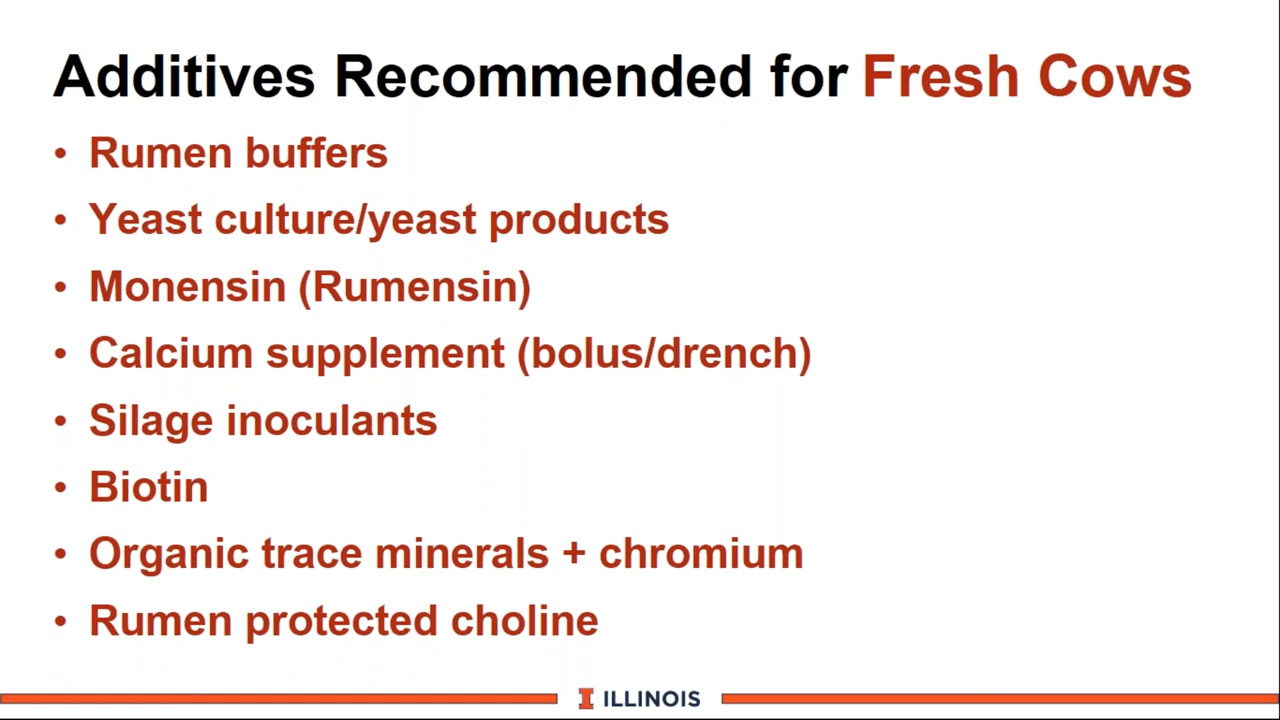 Additives Recommended for Fresh Cows
• Rumen buffers
• Yeast culture/yeast products
• Monensin (Rumensin)
• Calcium supplement (bolus/drench)
• Silage inoculants
• Biotin
• Organic trace minerals + chromium
• Rumen protected choline
I ILLINOIS